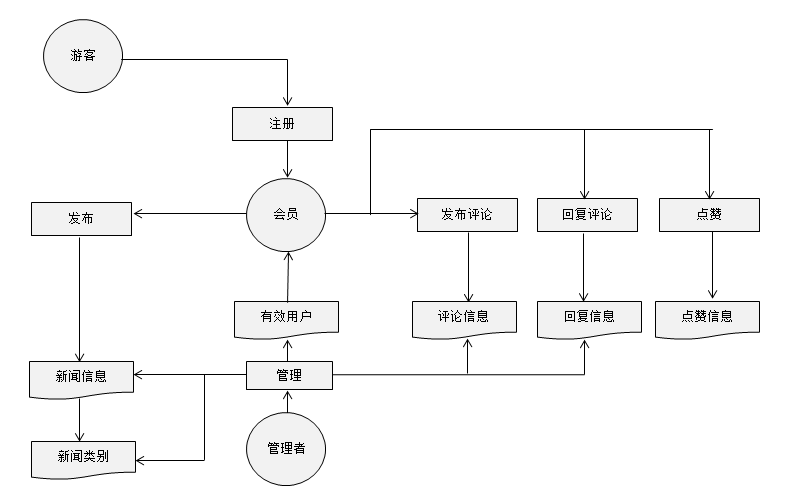 游客
注册
会员
发布
发布评论
回复评论
点赞
有效用户
评论信息
回复信息
点赞信息
新闻信息
管理
新闻类别
管理者